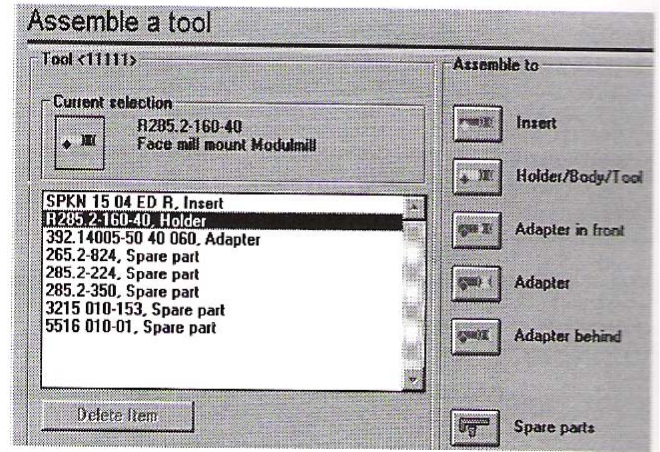 Assemble a tool
Tool <11111>
Current selection
R285.2-160-40
Face mill mount Modulmill
SPKN 15 04 ED R, Insert
R285.2-160-40, Holder
392.14005-50 40 060, Adapter
265.2-824, Spare part
285.2-224, Spare part
285.2-350, Spare part
3215 010-153, Spare part
5516 010-01, Spare part
Delete Item
Assemble to
Insert
Holder/Body/Tool
Adapter in front
Adapter
Adapter behind
Spare parts